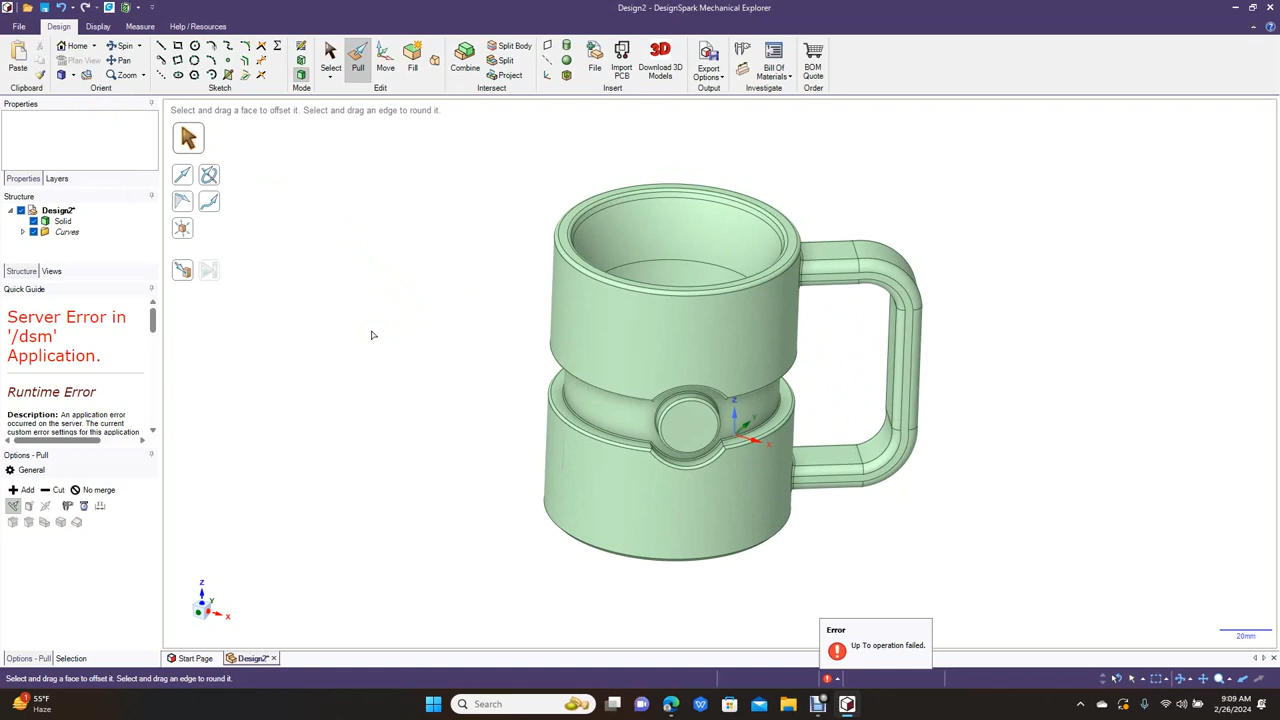 Design2* - DesignSpark Mechanical Explorer
File Design Display Measure Help / Resources
Home Spin
Plan View Pan
Zoom
Paste
Select Pull Move Fill
Combine
Split Body
Split
Project
File
Import PCB
3D
Download 3D Models
Export Options
Bill Of Materials
BOM Quote
Clipboard Orient Sketch Mode Edit Intersect Insert Output Investigate Order
Properties
Select and drag a face to offset it. Select and drag an edge to round it.
Properties Layers
Structure
Design2*
Solid
Curves
Structure Views
Quick Guide
Server Error in
'/dsm'
Application.
Runtime Error
Description: An application error
occurred on the server. The current
custom error settings for this application
Options - Pull
General
Add Cut No merge
Z
Y
X
Z
Y
X
Error
Up To operation failed.
20mm
Options - Pull Selection
Start Page Design2*
Select and drag a face to offset it. Select and drag an edge to round it.
55°F
Haze
Search
9:09 AM
2/26/2024